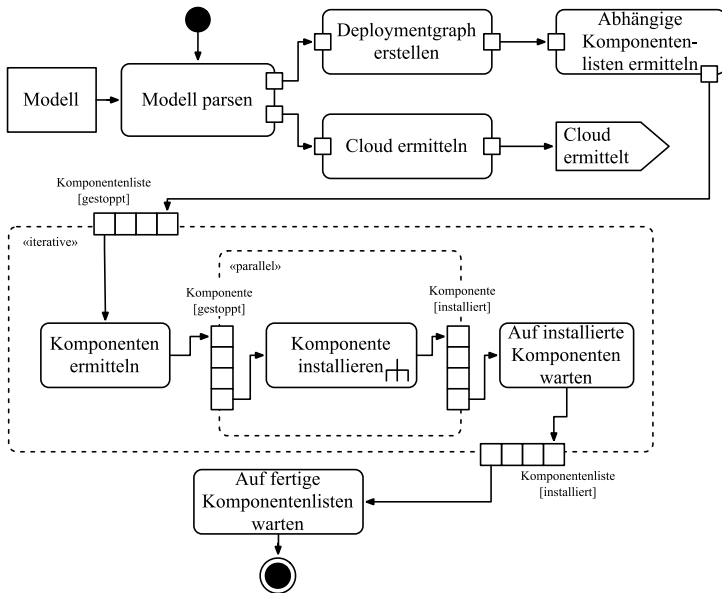 Modell
Modell parsen
Deploymentgraph
erstellen
Abhängige
Komponenten-
listen ermitteln
Cloud ermitteln
Cloud
ermittelt
Komponentenliste
[gestoppt]
«iterative»
«parallel»
Komponente
[gestoppt]
Komponente
[installiert]
Komponenten
ermitteln
Komponente
installieren
Auf installierte
Komponenten
warten
Komponentenliste
[installiert]
Auf fertige
Komponentenlisten
warten